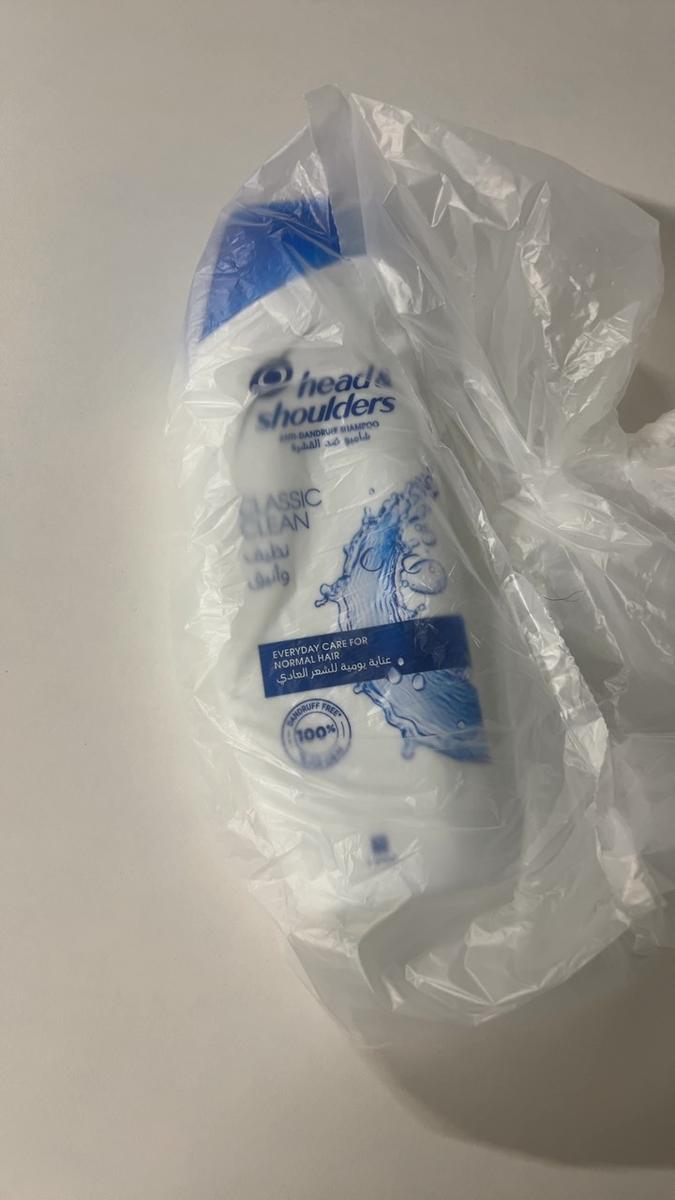 head&
shoulders
ANTI-DANDRUFF SHAMPOO
شامبو ضد القشرة
CLASSIC
CLEAN
نظيف
وأنيق
EVERYDAY CARE FOR
NORMAL HAIR
عناية يومية للشعر العادي
DANDRUFF FREE*
100%